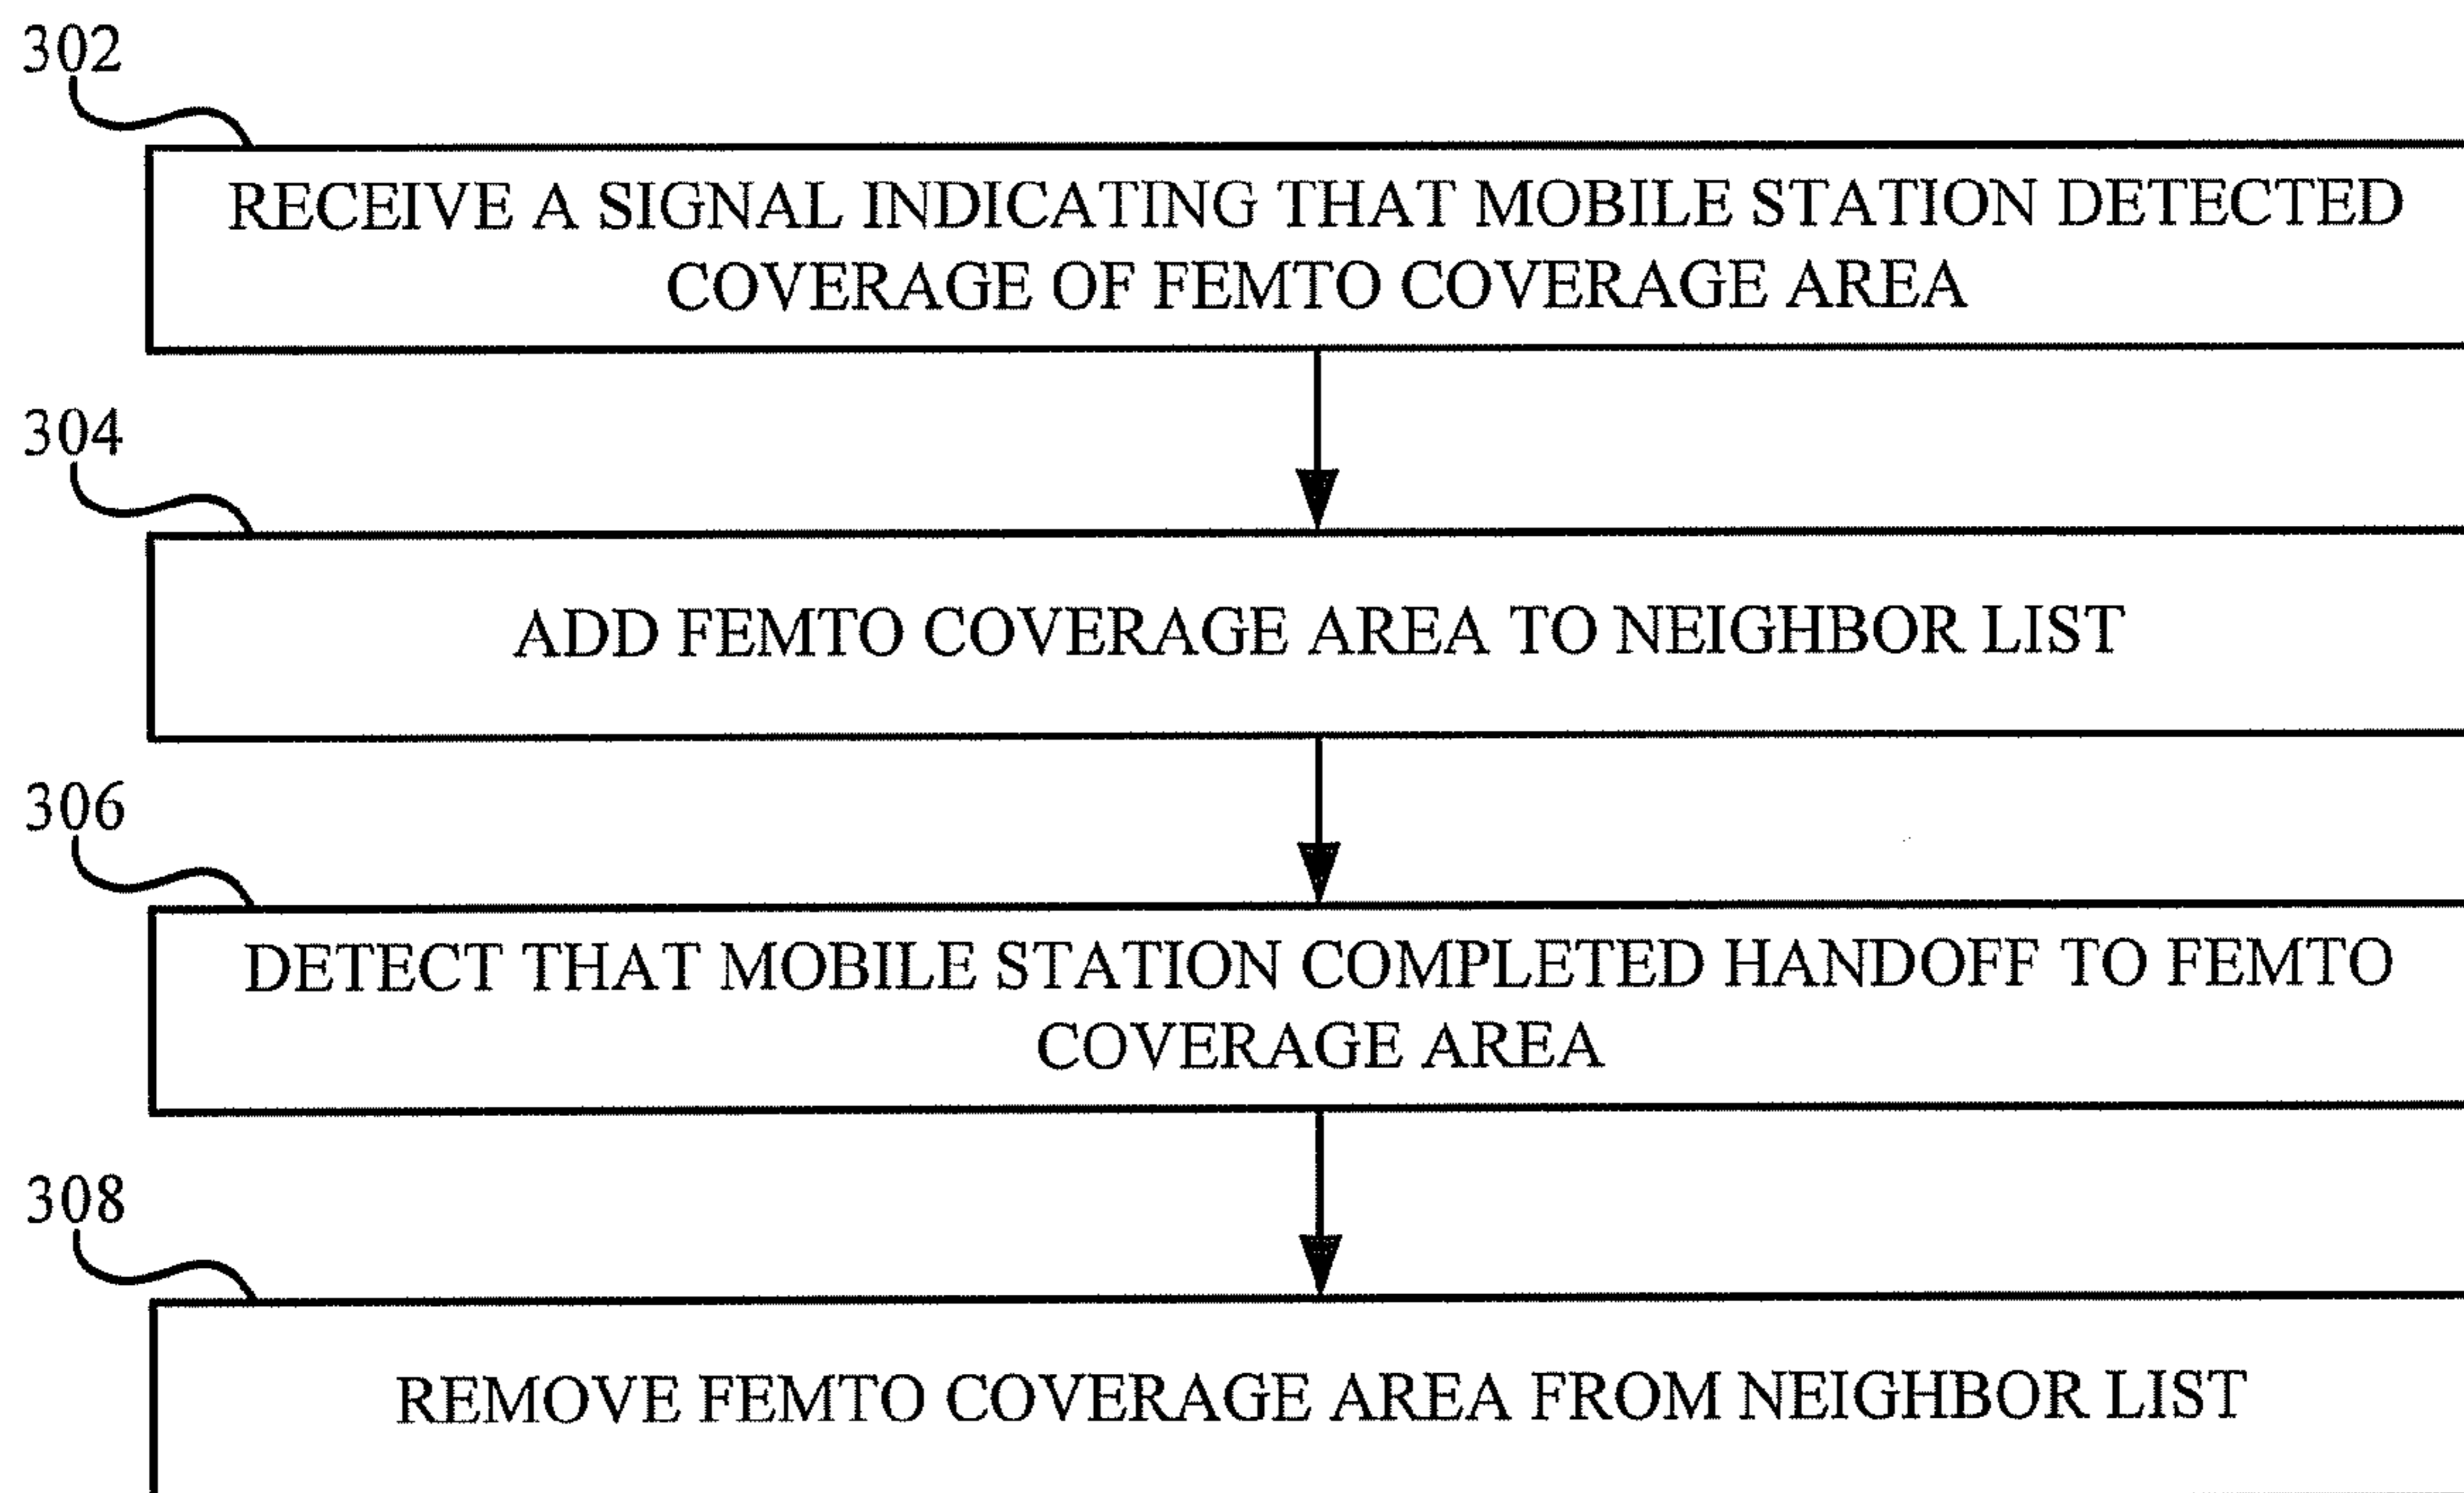 302
RECEIVE A SIGNAL INDICATING THAT MOBILE STATION DETECTED
COVERAGE OF FEMTO COVERAGE AREA
304
ADD FEMTO COVERAGE AREA TO NEIGHBOR LIST
306
DETECT THAT MOBILE STATION COMPLETED HANDOFF TO FEMTO
COVERAGE AREA
308
REMOVE FEMTO COVERAGE AREA FROM NEIGHBOR LIST